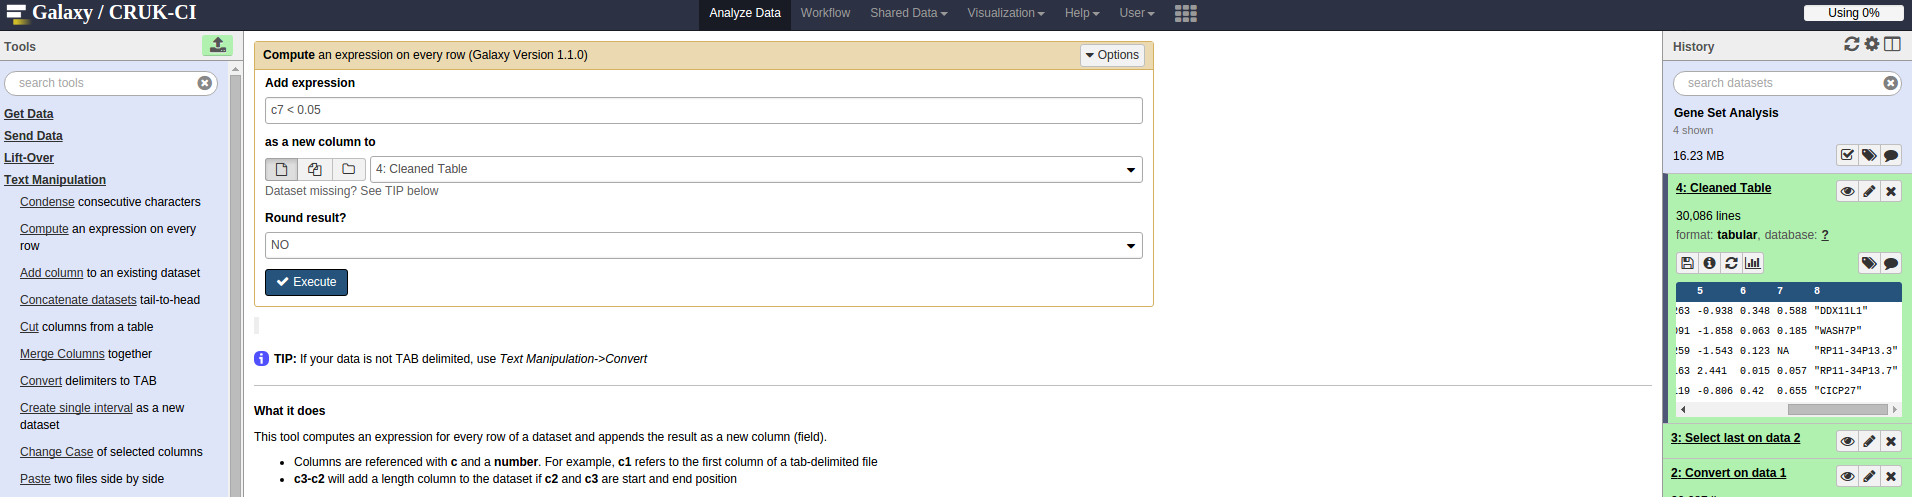 Galaxy / CRUK-CI
Analyze Data Workflow Shared Data Visualization Help User
Using 0%
Tools
search tools
Get Data
Send Data
Lift-Over
Text Manipulation
Condense consecutive characters
Compute an expression on every
row
Add column to an existing dataset
Concatenate datasets tail-to-head
Cut columns from a table
Merge Columns together
Convert delimiters to TAB
Create single interval as a new
dataset
Change Case of selected columns
Paste two files side by side
Compute an expression on every row (Galaxy Version 1.1.0)
Options
Add expression
c7 < 0.05
as a new column to
4: Cleaned Table
Dataset missing? See TIP below
Round result?
NO
Execute
TIP: If your data is not TAB delimited, use Text Manipulation->Convert
What it does
This tool computes an expression for every row of a dataset and appends the result as a new column (field).
• Columns are referenced with c and a number. For example, c1 refers to the first column of a tab-delimited file
• c3-c2 will add a length column to the dataset if c2 and c3 are start and end position
History
search datasets
Gene Set Analysis
4 shown
16.23 MB
4: Cleaned Table
30,086 lines
format: tabular, database: ?
5 6 7 8
263 -0.938 0.348 0.588 "DDX11L1"
091 -1.858 0.063 0.185 "WASH7P"
259 -1.543 0.123 NA "RP11-34P13.3"
163 2.441 0.015 0.057 "RP11-34P13.7"
119 -0.806 0.42 0.655 "CICP27"
3: Select last on data 2
2: Convert on data 1